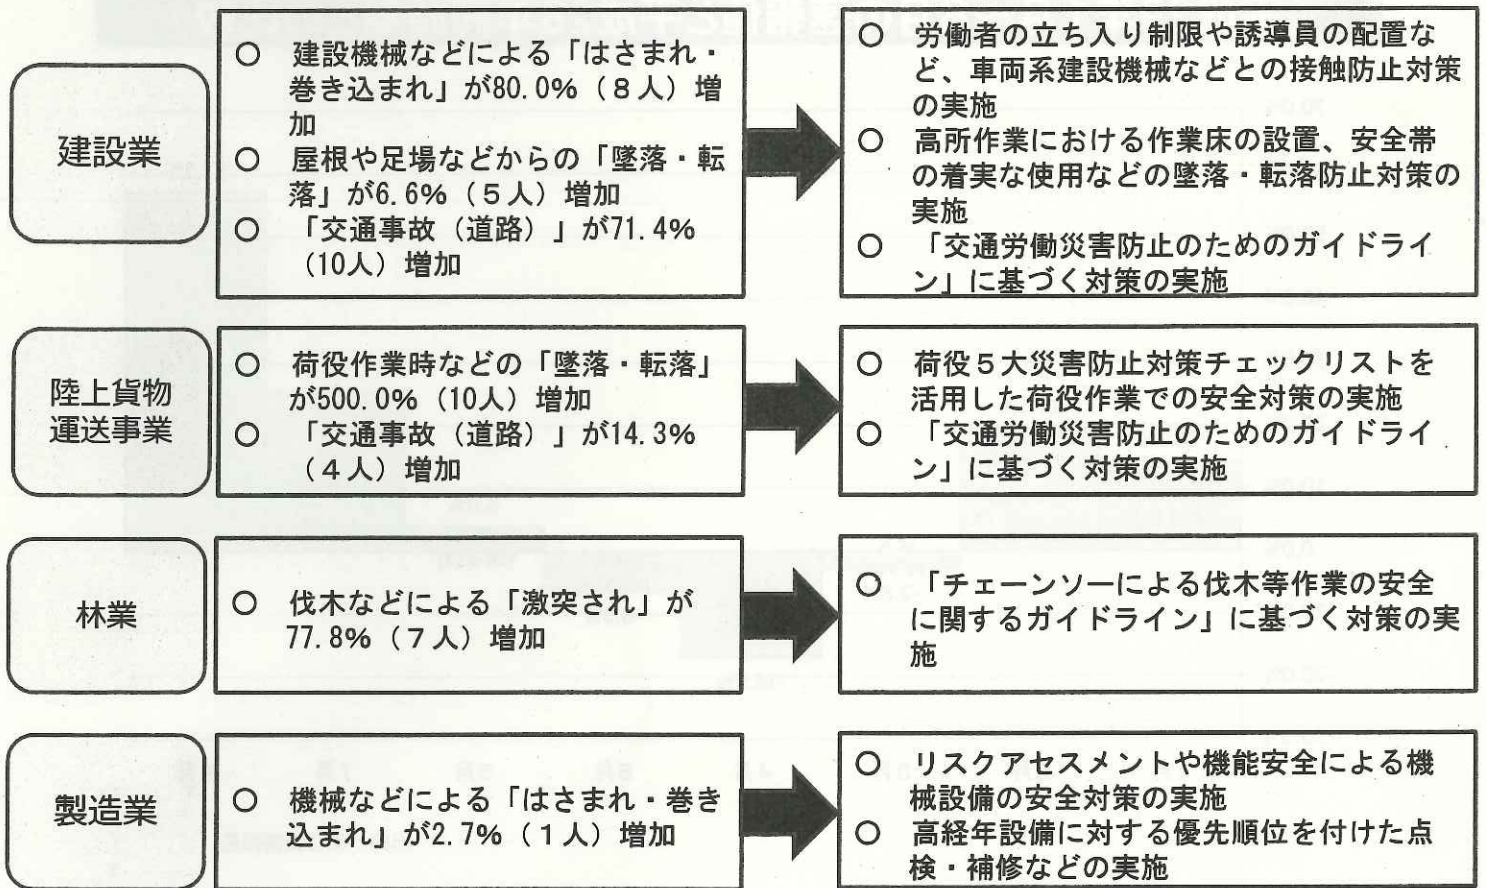 建設業
○ 建設機械などによる「はさまれ・
巻き込まれ」が80.0%（８人）増
加
○ 屋根や足場などからの「墜落・転
落」が6.6%（５人）増加
○ 「交通事故（道路）」が71.4%
（10人）増加
○ 労働者の立ち入り制限や誘導員の配置な
ど、車両系建設機械などとの接触防止対策
の実施
○ 高所作業における作業床の設置、安全帯
の着実な使用などの墜落・転落防止対策の
実施
○ 「交通労働災害防止のためのガイドライ
ン」に基づく対策の実施
陸上貨物
運送事業
○ 荷役作業時などの「墜落・転落」
が500.0%（10人）増加
○ 「交通事故（道路）」が14.3%
（４人）増加
○ 荷役５大災害防止対策チェックリストを
活用した荷役作業での安全対策の実施
○ 「交通労働災害防止のためのガイドライ
ン」に基づく対策の実施
林業
○ 伐木などによる「激突され」が
77.8%（７人）増加
○ 「チェーンソーによる伐木等作業の安全
に関するガイドライン」に基づく対策の実
施
製造業
○ 機械などによる「はさまれ・巻き
込まれ」が2.7%（１人）増加
○ リスクアセスメントや機能安全による機
械設備の安全対策の実施
○ 高経年設備に対する優先順位を付けた点
検・補修などの実施